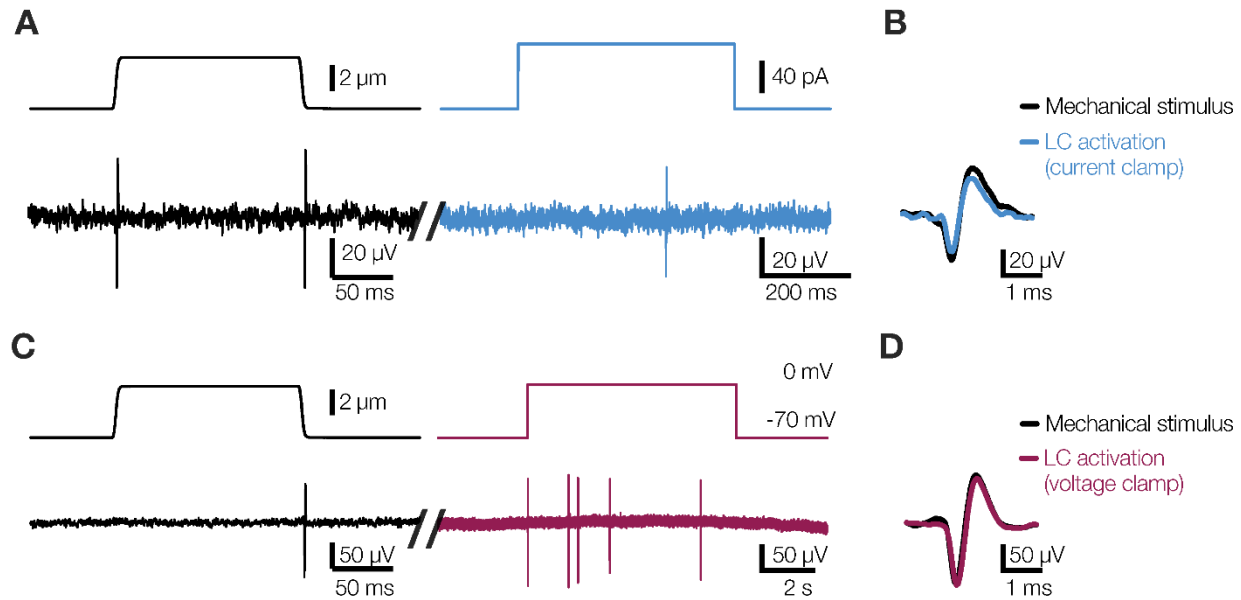 A
2 µm
40 pA
20 µV
50 ms
20 µV
200 ms
B
Mechanical stimulus
LC activation
(current clamp)
20 µV
1 ms
C
2 µm
0 mV
-70 mV
50 µV
50 ms
50 µV
2 s
D
Mechanical stimulus
LC activation
(voltage clamp)
50 µV
1 ms